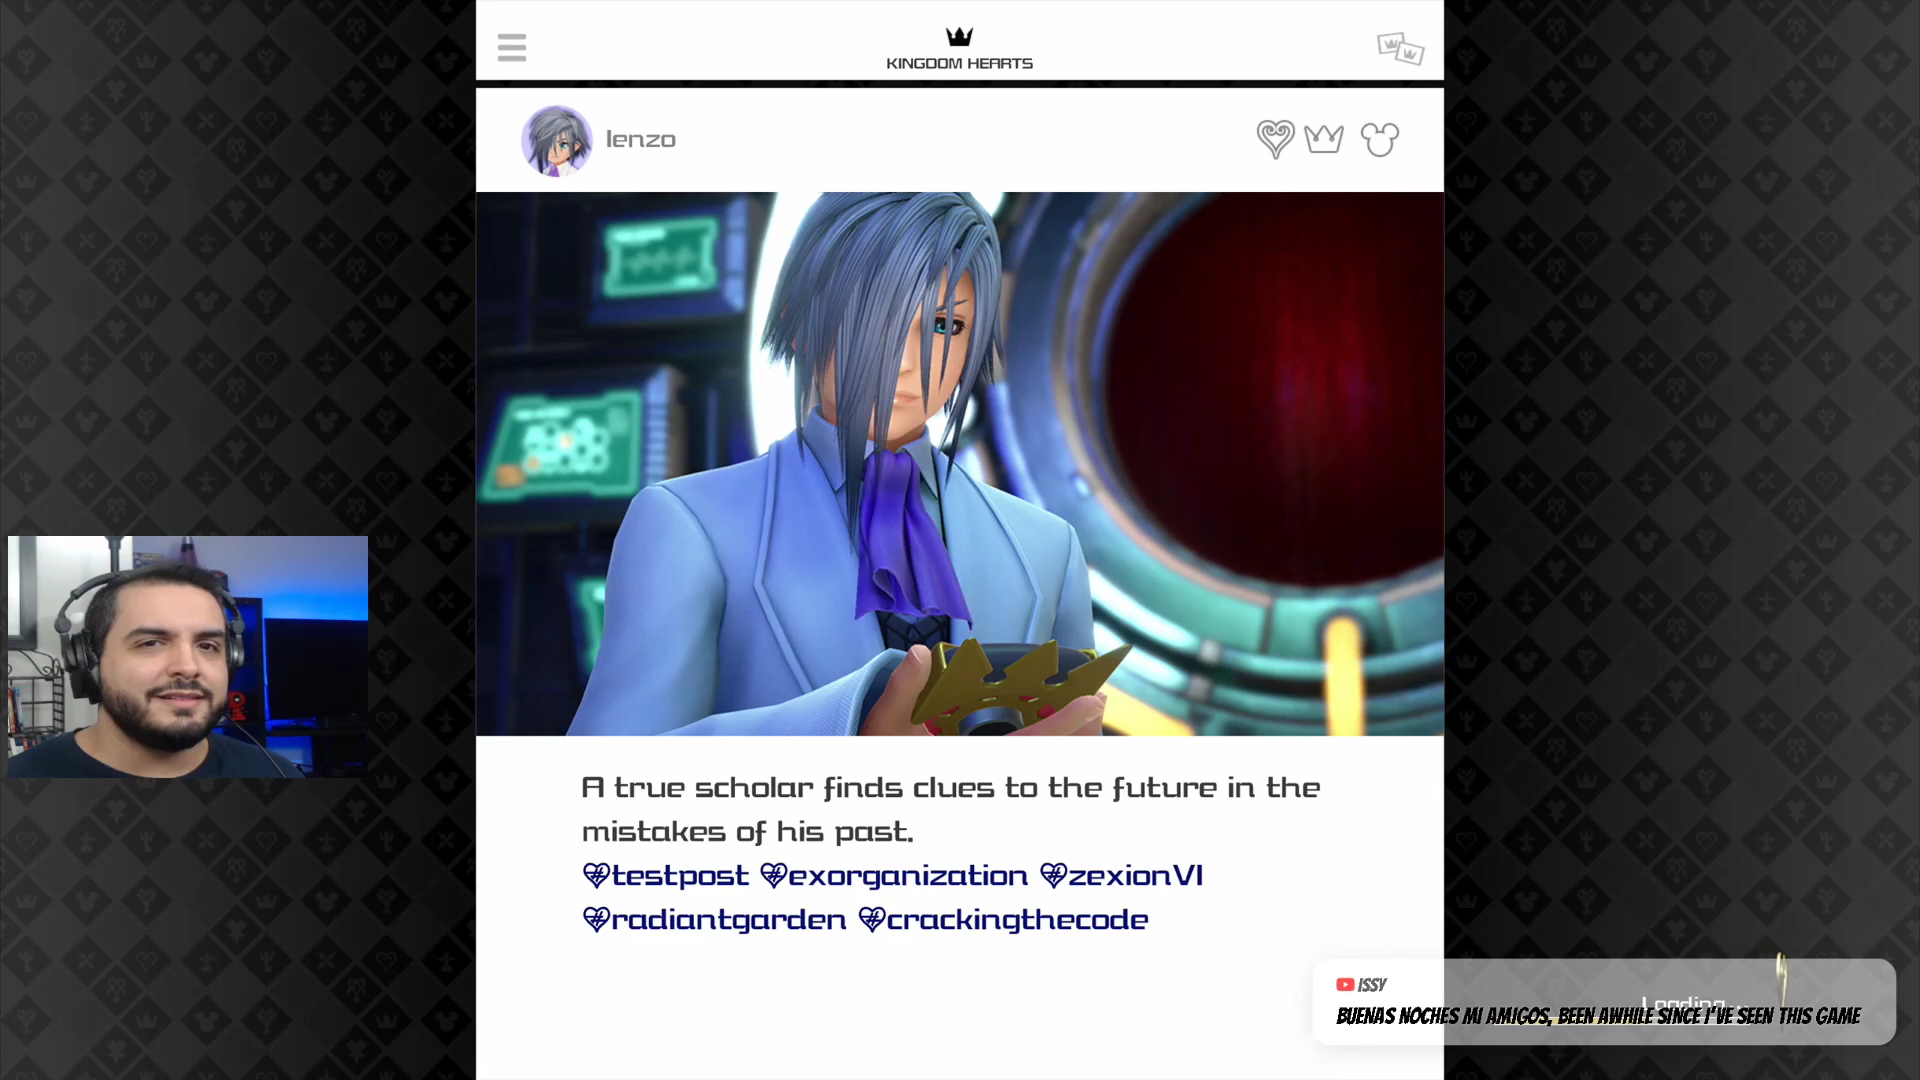 KINGDOM HEARTS
Ienzo
A true scholar finds clues to the future in the
mistakes of his past.
#testpost #exorganization #zexionVI
#radiantgarden #crackingthecode
ISSY
Loading...
BUENAS NOCHES MI AMIGOS, BEEN AWHILE SINCE I'VE SEEN THIS GAME